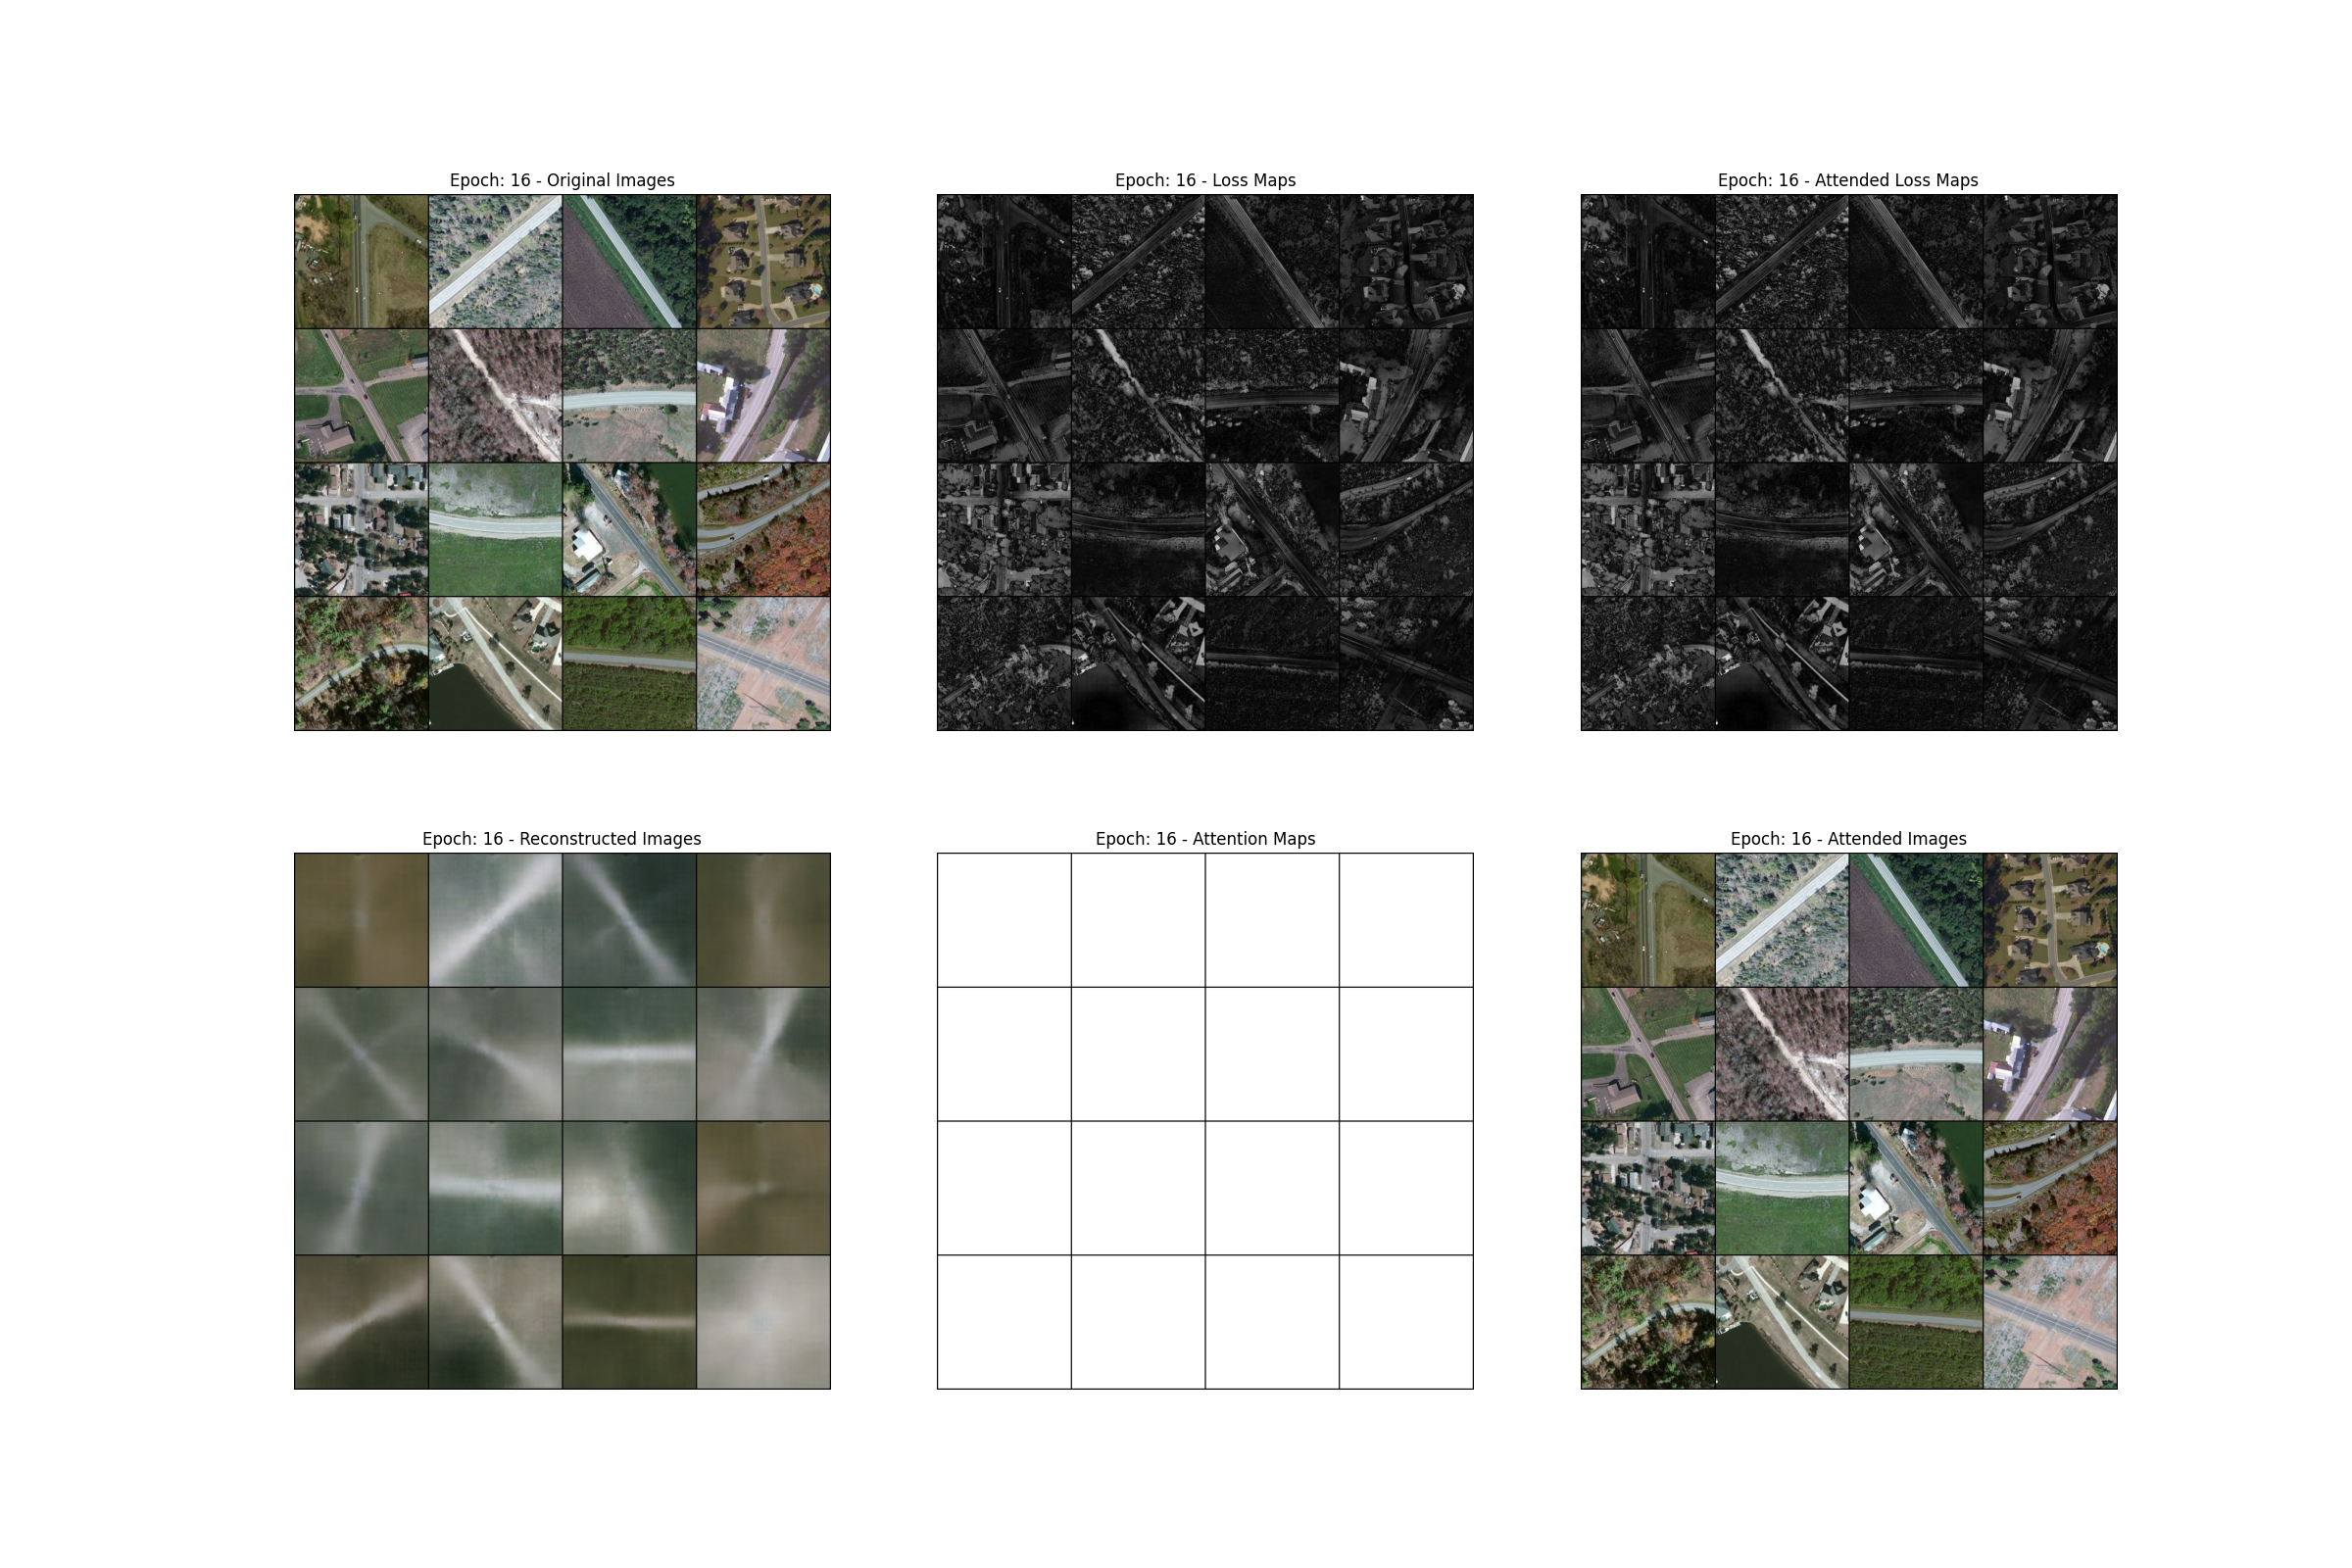 Epoch: 16 - Original Images
Epoch: 16 - Loss Maps
Epoch: 16 - Attended Loss Maps
Epoch: 16 - Reconstructed Images
Epoch: 16 - Attention Maps
Epoch: 16 - Attended Images